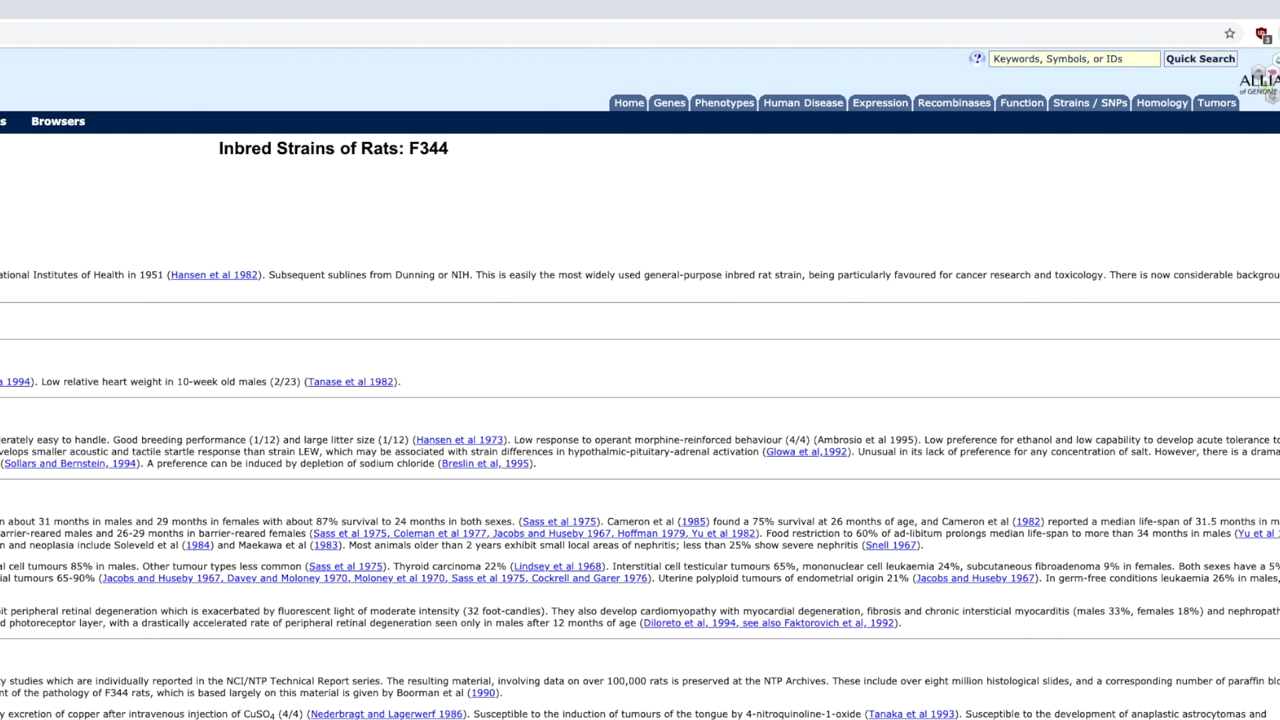 Keywords, Symbols, or IDs Quick Search
Home Genes Phenotypes Human Disease Expression Recombinases Function Strains / SNPs Homology Tumors
Browsers
Inbred Strains of Rats: F344
ational Institutes of Health in 1951 (Hansen et al 1982). Subsequent sublines from Dunning or NIH. This is easily the most widely used general-purpose inbred rat strain, being particularly favoured for cancer research and toxicology. There is now considerable backgrou
a 1994). Low relative heart weight in 10-week old males (2/23) (Tanase et al 1982).
derately easy to handle. Good breeding performance (1/12) and large litter size (1/12) (Hansen et al 1973). Low response to operant morphine-reinforced behaviour (4/4) (Ambrosio et al 1995). Low preference for ethanol and low capability to develop acute tolerance to
velops smaller acoustic and tactile startle response than strain LEW, which may be associated with strain differences in hypothalmic-pituitary-adrenal activation (Glowa et al,1992). Unusual in its lack of preference for any concentration of salt. However, there is a drama
(Sollars and Bernstein, 1994). A preference can be induced by depletion of sodium chloride (Breslin et al, 1995).
n about 31 months in males and 29 months in females with about 87% survival to 24 months in both sexes. (Sass et al 1975). Cameron et al (1985) found a 75% survival at 26 months of age, and Cameron et al (1982) reported a median life-span of 31.5 months in m
arrier-reared males and 26-29 months in barrier-reared females (Sass et al 1975, Coleman et al 1977, Jacobs and Huseby 1967, Hoffman 1979, Yu et al 1982). Food restriction to 60% of ad-libitum prolongs median life-span to more than 34 months in males (Yu et al
n and neoplasia include Soleveld et al (1984) and Maekawa et al (1983). Most animals older than 2 years exhibit small local areas of nephritis; less than 25% show severe nephritis (Snell 1967).
al cell tumours 85% in males. Other tumour types less common (Sass et al 1975). Thyroid carcinoma 22% (Lindsey et al 1968). Interstitial cell testicular tumours 65%, mononuclear cell leukaemia 24%, subcutaneous fibroadenoma 9% in females. Both sexes have a 5%
ial tumours 65-90% (Jacobs and Huseby 1967, Davey and Moloney 1970, Moloney et al 1970, Sass et al 1975, Cockrell and Garer 1976). Uterine polyploid tumours of endometrial origin 21% (Jacobs and Huseby 1967). In germ-free conditions leukaemia 26% in males,
bit peripheral retinal degeneration which is exacerbated by fluorescent light of moderate intensity (32 foot-candles). They also develop cardiomyopathy with myocardial degeneration, fibrosis and chronic intersticial myocarditis (males 33%, females 18%) and nephropat
d photoreceptor layer, with a drastically accelerated rate of peripheral retinal degeneration seen only in males after 12 months of age (Diloreto et al, 1994, see also Faktorovich et al, 1992).
ty studies which are individually reported in the NCI/NTP Technical Report series. The resulting material, involving data on over 100,000 rats is preserved at the NTP Archives. These include over eight million histological slides, and a corresponding number of paraffin blo
nt of the pathology of F344 rats, which is based largely on this material is given by Boorman et al (1990).
y excretion of copper after intravenous injection of CuSO4 (4/4) (Nederbragt and Lagerwerf 1986). Susceptible to the induction of tumours of the tongue by 4-nitroquinoline-1-oxide (Tanaka et al 1993). Susceptible to the development of anaplastic astrocytomas and